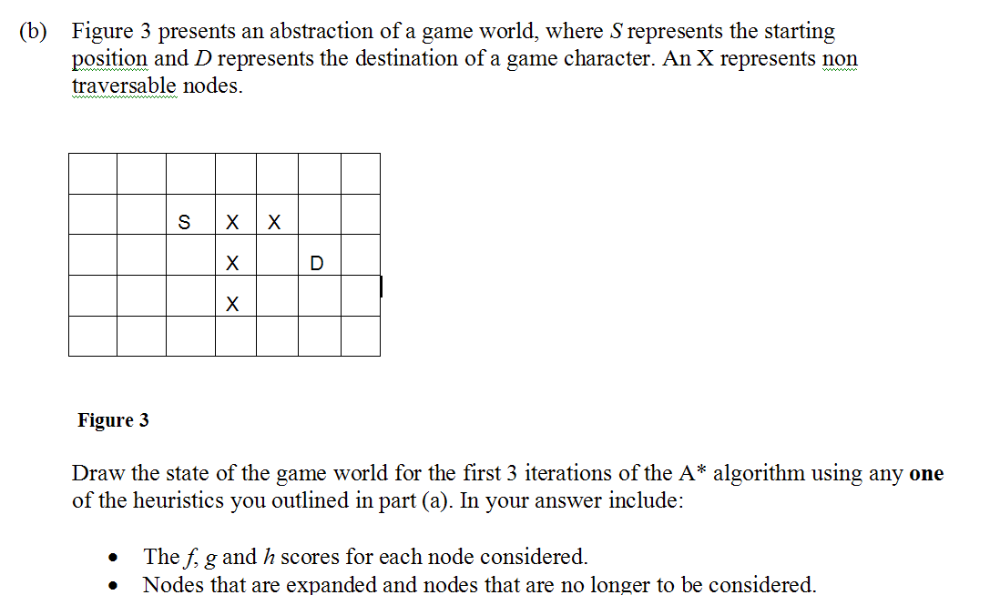 (b) Figure 3 presents an abstraction of a game world, where S represents the starting
position and D represents the destination of a game character. An X represents non
traversable nodes.
S X X
X D
X
Figure 3
Draw the state of the game world for the first 3 iterations of the A* algorithm using any one
of the heuristics you outlined in part (a). In your answer include:
• The f, g and h scores for each node considered.
• Nodes that are expanded and nodes that are no longer to be considered.